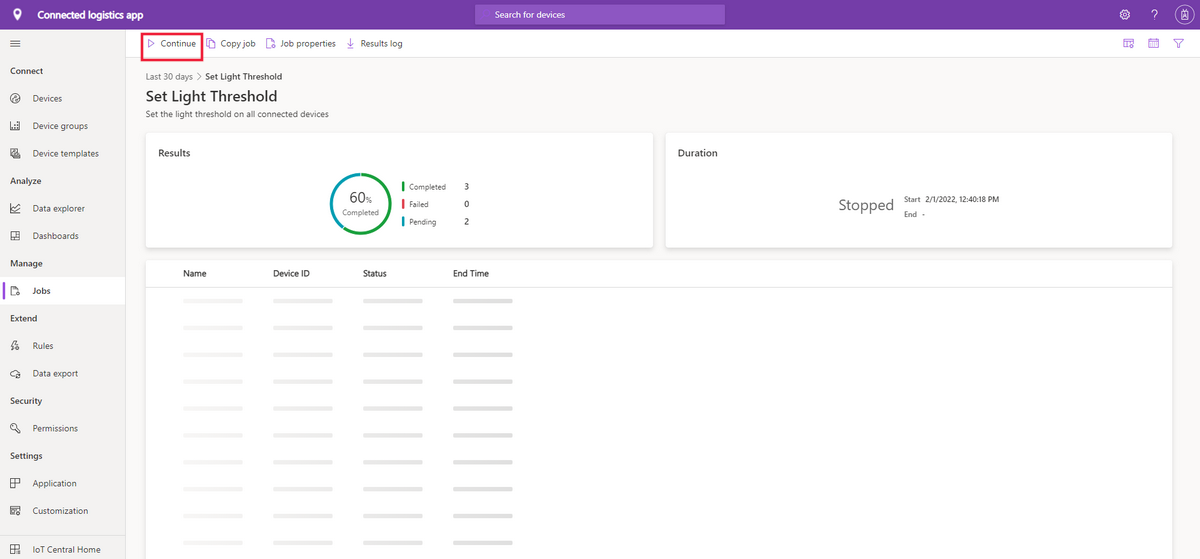 Connected logistics app
Search for devices
?
Continue
Copy job
Job properties
Results log
Connect
Devices
Device groups
Device templates
Analyze
Data explorer
Dashboards
Manage
Jobs
Extend
Rules
Data export
Security
Permissions
Settings
Application
Customization
IoT Central Home
Last 30 days > Set Light Threshold
Set Light Threshold
Set the light threshold on all connected devices
Results
60%
Completed
Completed 3
Failed 0
Pending 2
Duration
Stopped
Start 2/1/2022, 12:40:18 PM
End -
Name Device ID Status End Time